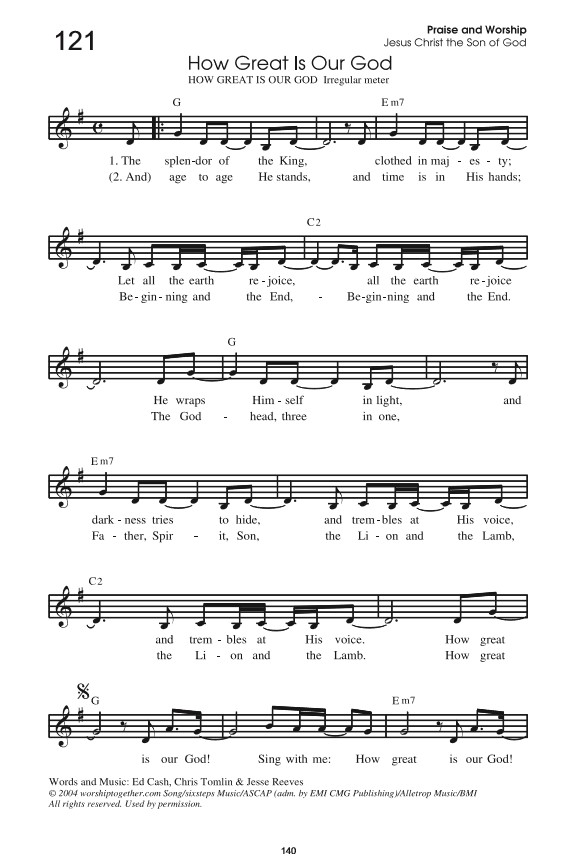 121
Praise and Worship
Jesus Christ the Son of God
How Great Is Our God
HOW GREAT IS OUR GOD Irregular meter
G Em7
1. The splen-dor of the King, clothed in maj - es - ty;
(2. And) age to age He stands, and time is in His hands;
C2
Let all the earth re-joice, all the earth re-joice
Be-gin-ning and the End, - Be-gin-ning and the End.
G
He wraps Him-self in light, and
The God - head, three in one,
Em7
dark-ness tries to hide, and trem-bles at His voice,
Fa - ther, Spir - it, Son, the Li - on and the Lamb,
C2
and trem-bles at His voice. How great
the Li - on and the Lamb. How great
G Em7
is our God! Sing with me: How great is our God!
Words and Music: Ed Cash, Chris Tomlin & Jesse Reeves
© 2004 worshiptogether.com Song/sixsteps Music/ASCAP (adm. by EMI CMG Publishing)/Alletrop Music/BMI
All rights reserved. Used by permission.
140